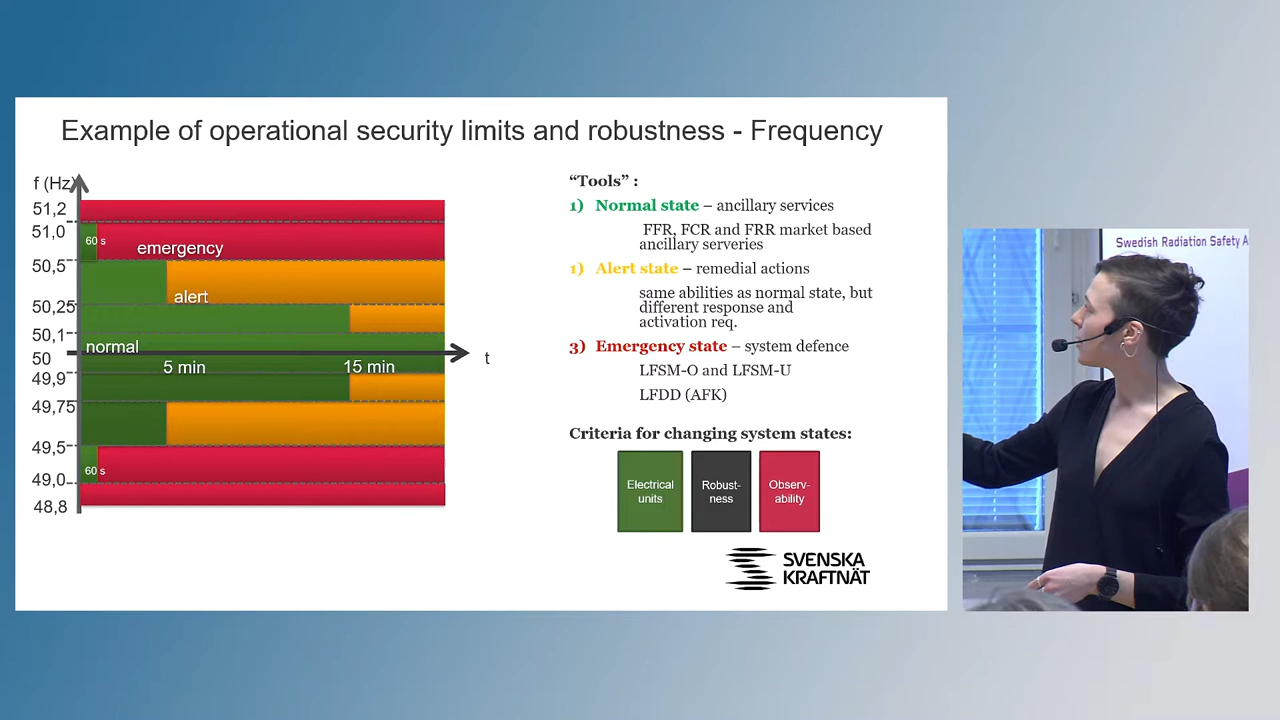 Example of operational security limits and robustness - Frequency
f (Hz)
51,2
51,0
50,5
50,25
50,1
50
49,9
49,75
49,5
49,0
48,8
60 s
emergency
alert
normal
5 min
15 min
t
60 s
“Tools” :
1) Normal state – ancillary services
FFR, FCR and FRR market based
ancillary serveries
1) Alert state – remedial actions
same abilities as normal state, but
different response and
activation req.
3) Emergency state – system defence
LFSM-O and LFSM-U
LFDD (AFK)
Criteria for changing system states:
Electrical
units
Robust-
ness
Observ-
ability
SVENSKA
KRAFTNÄT
Swedish Radiation Safety A